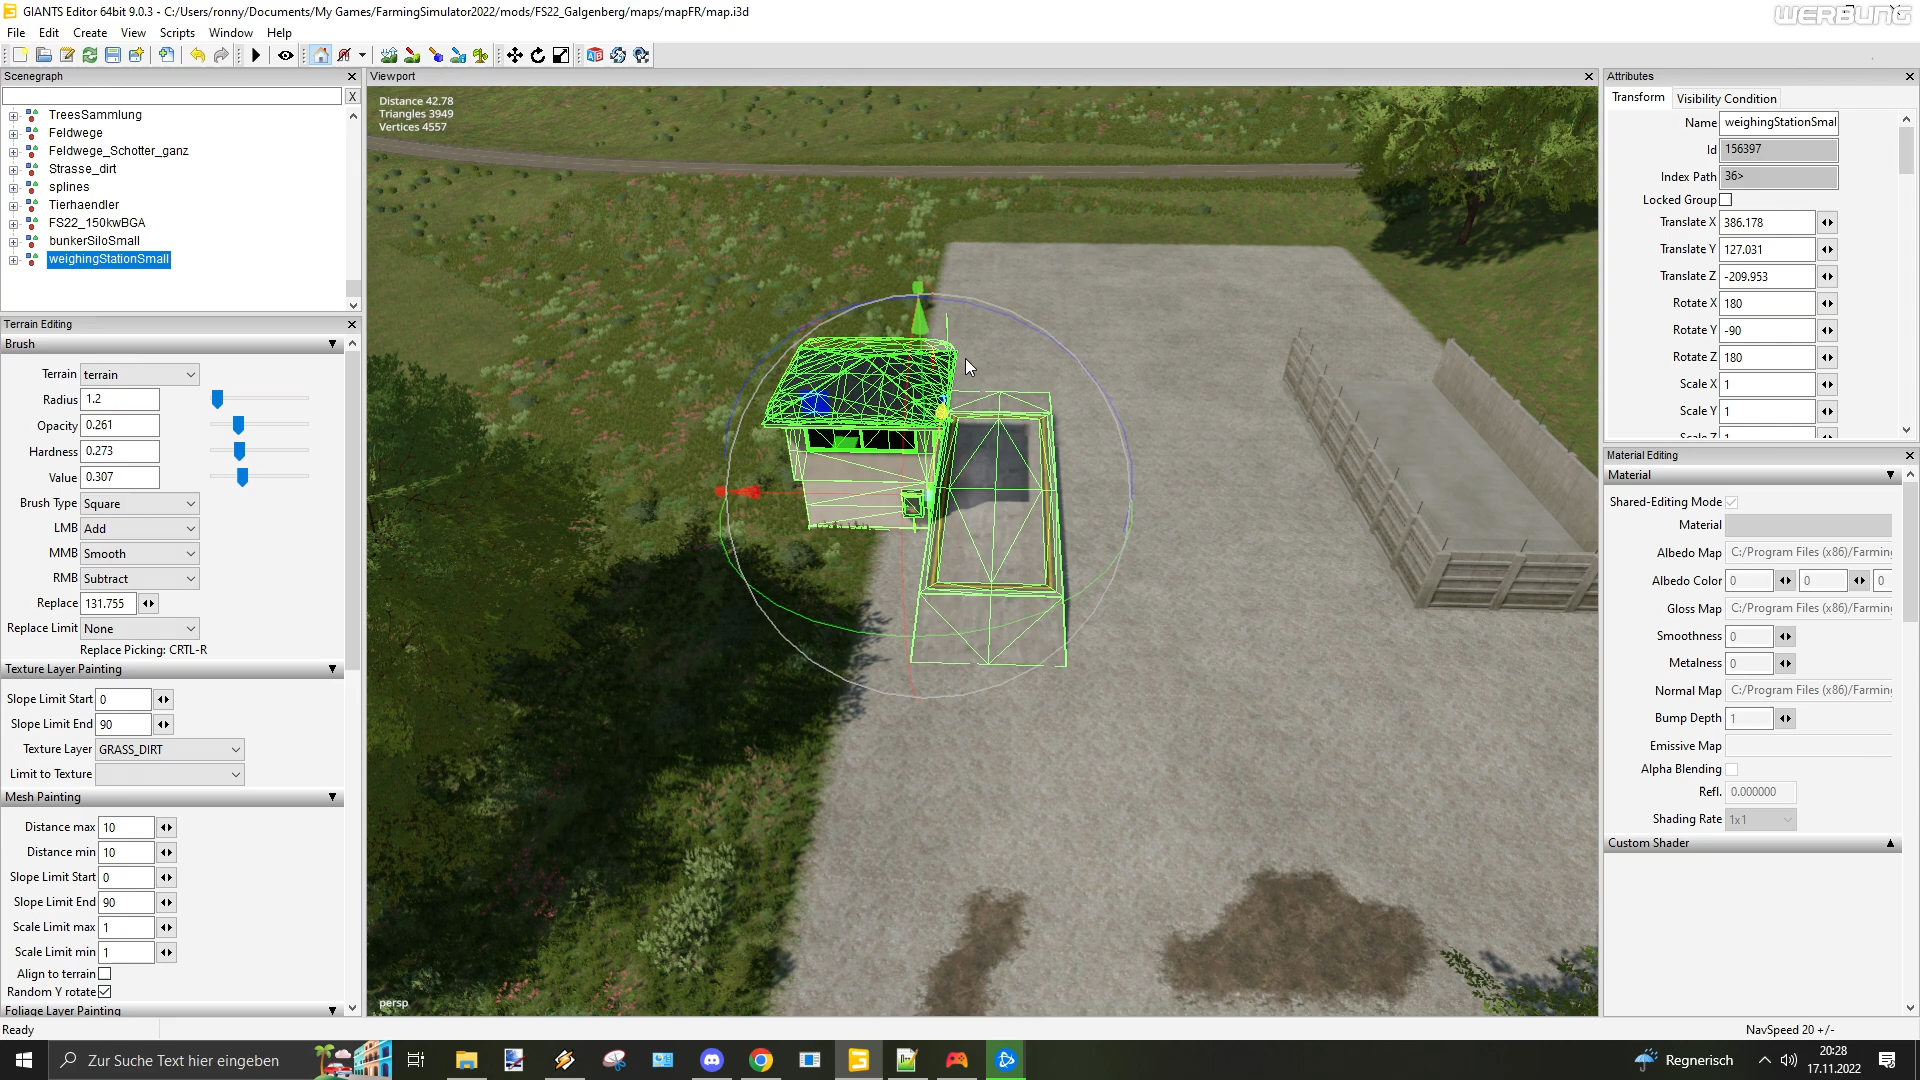 GIANTS Editor 64bit 9.0.3 - C:/Users/ronny/Documents/My Games/FarmingSimulator2022/mods/FS22_Galgenberg/maps/mapFR/map.i3d
WERBUNG
File Edit Create View Scripts Window Help
Scenegraph
X
TreesSammlung
Feldwege
Feldwege_Schotter_ganz
Strasse_dirt
splines
Tierhaendler
FS22_150kwBGA
bunkerSiloSmall
weighingStationSmall
Terrain Editing
Brush
Terrain terrain
Radius 1.2
Opacity 0.261
Hardness 0.273
Value 0.307
Brush Type Square
LMB Add
MMB Smooth
RMB Subtract
Replace 131.755
Replace Limit None
Replace Picking: CRTL-R
Texture Layer Painting
Slope Limit Start 0
Slope Limit End 90
Texture Layer GRASS_DIRT
Limit to Texture
Mesh Painting
Distance max 10
Distance min 10
Slope Limit Start 0
Slope Limit End 90
Scale Limit max 1
Scale Limit min 1
Align to terrain
Random Y rotate
Foliage Layer Painting
Ready
Viewport
Distance 42.78
Triangles 3949
Vertices 4557
persp
Attributes
Transform Visibility Condition
Name weighingStationSmal
Id 156397
Index Path 36>
Locked Group
Translate X 386.178
Translate Y 127.031
Translate Z -209.953
Rotate X 180
Rotate Y -90
Rotate Z 180
Scale X 1
Scale Y 1
Scale Z 1
Material Editing
Material
Shared-Editing Mode
Material
Albedo Map C:/Program Files (x86)/Farming
Albedo Color 0 0 0
Gloss Map C:/Program Files (x86)/Farming
Smoothness 0
Metalness 0
Normal Map C:/Program Files (x86)/Farming
Bump Depth 1
Emissive Map
Alpha Blending
Refl. 0.000000
Shading Rate 1x1
Custom Shader
NavSpeed 20 +/-
Zur Suche Text hier eingeben
Regnerisch
20:28
17.11.2022